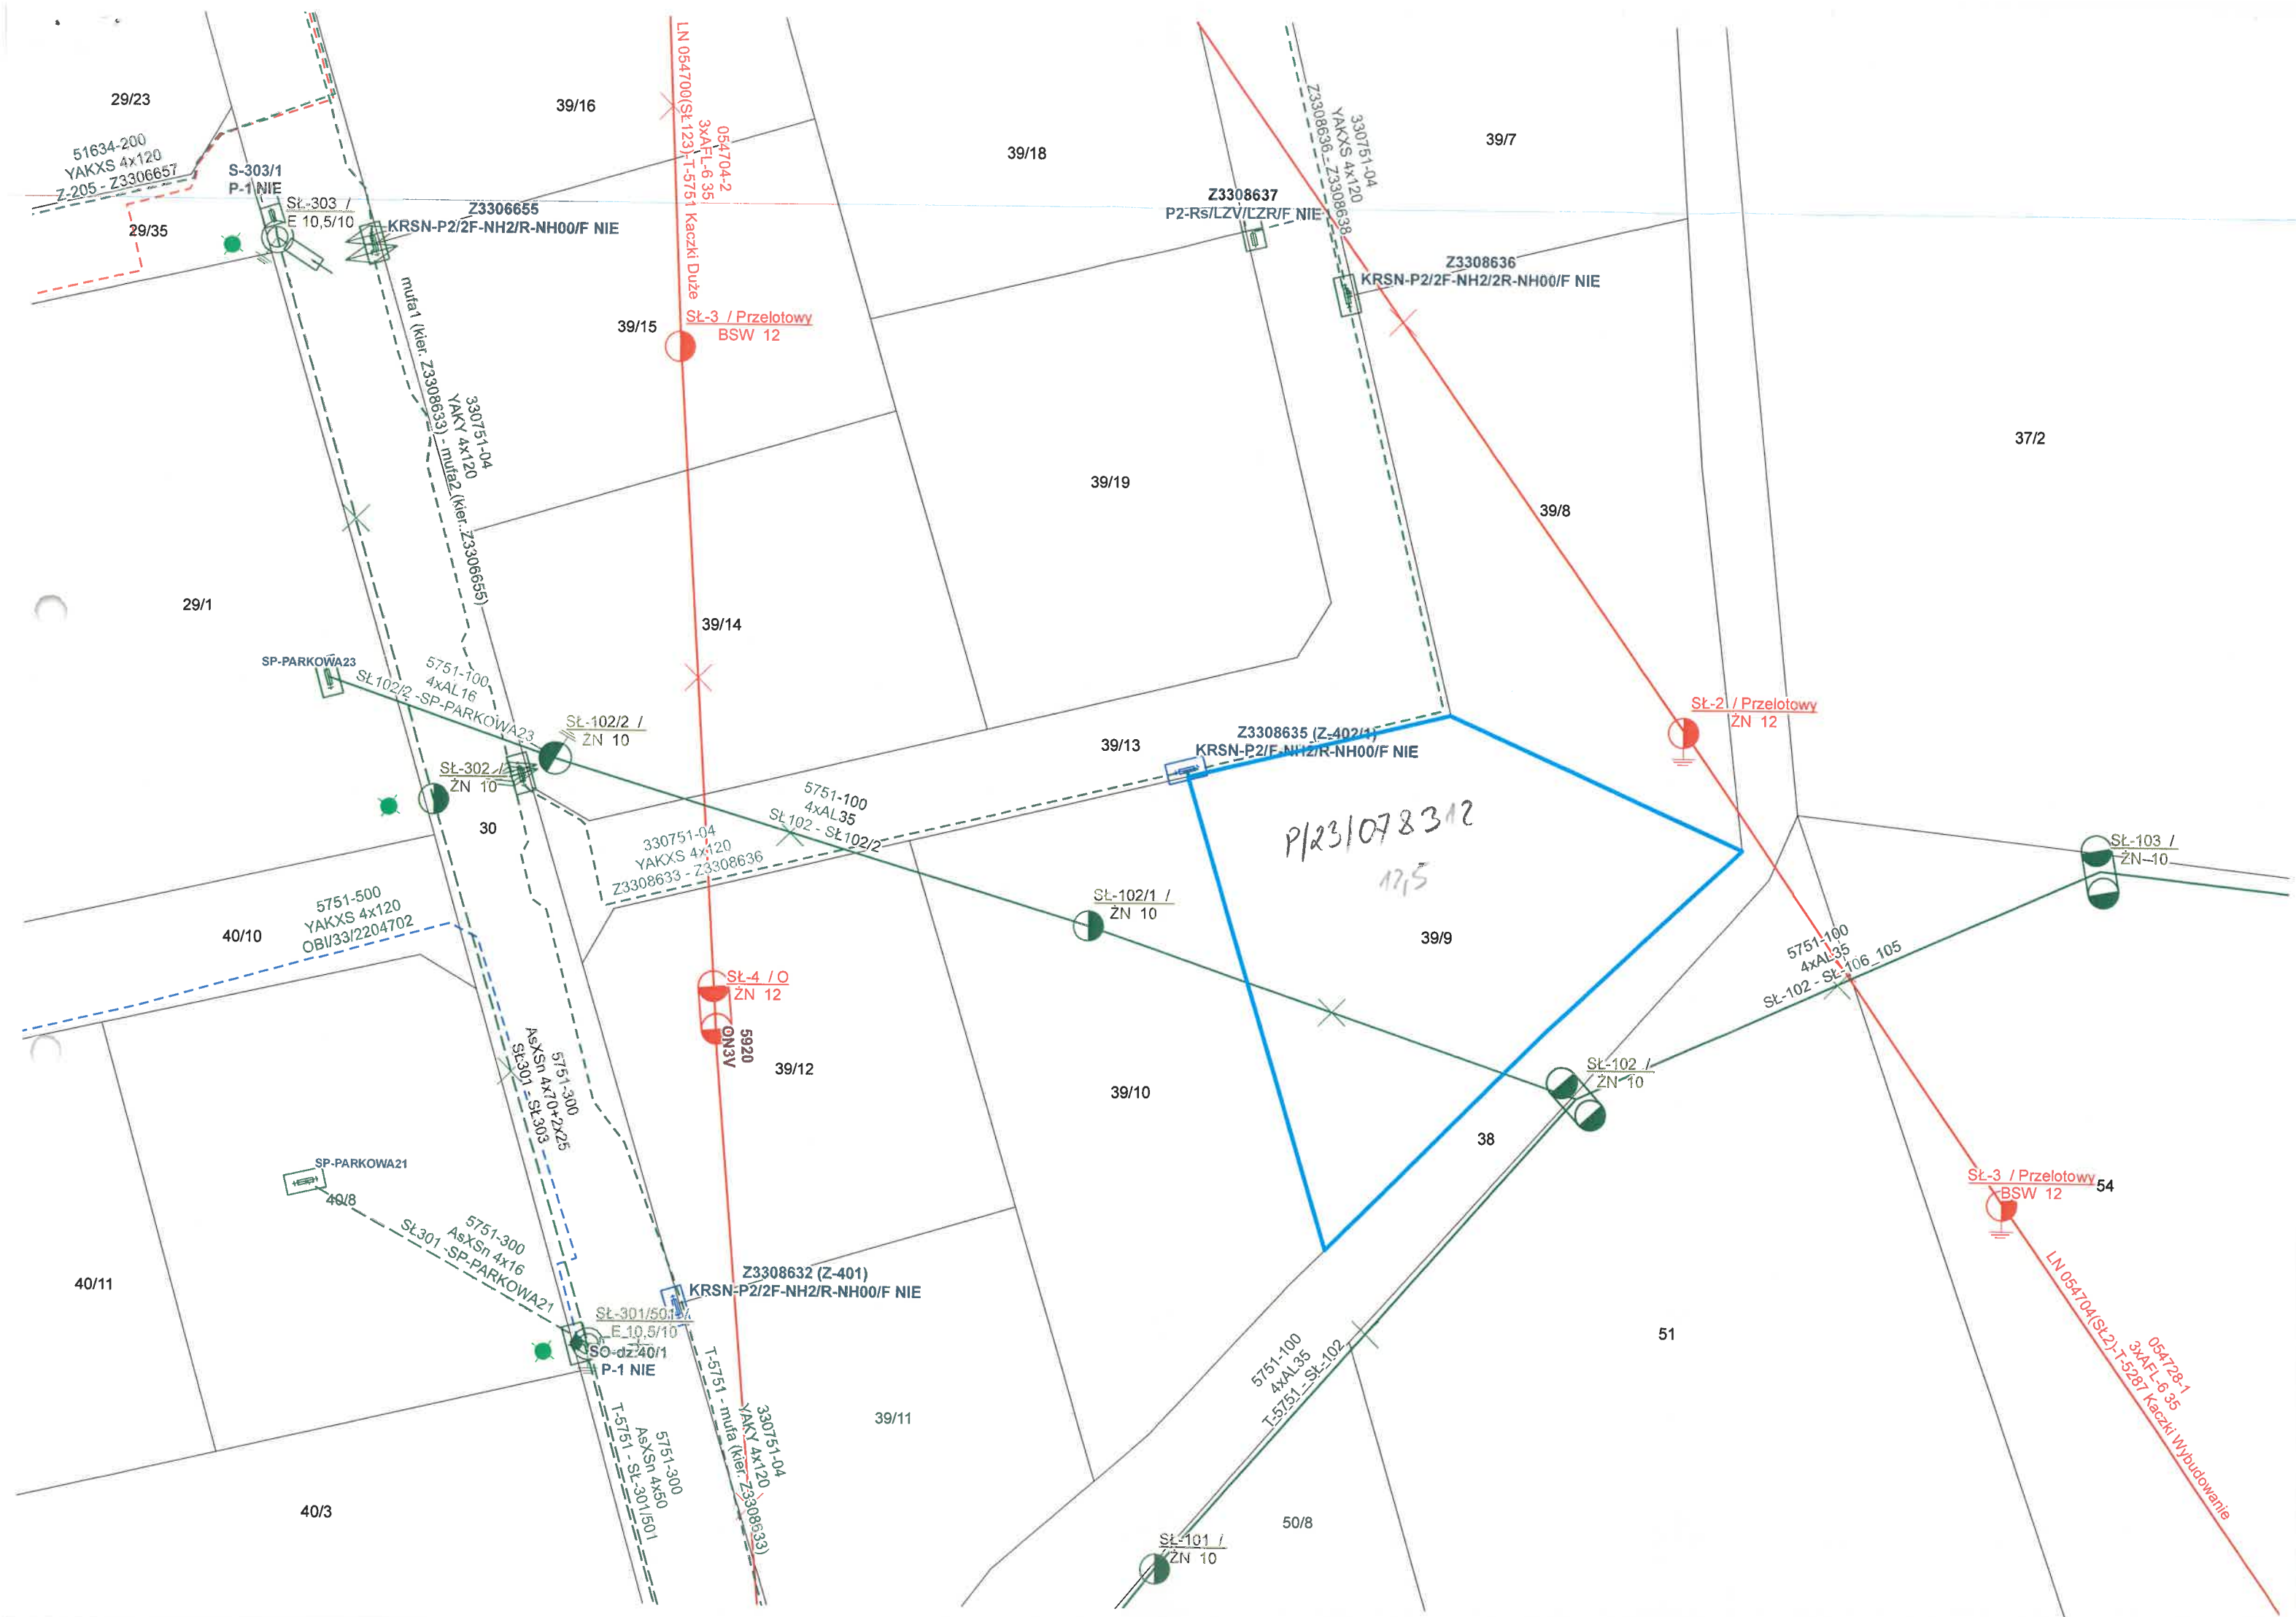 29/23
51634-200
YAKXS 4x120
Z-205 - Z3306657
29/35
S-303/1
P-1 NIE
SŁ-303 /
E 10,5/10
Z3306655
KRSN-P2/2F-NH2/R-NH00/F NIE
39/16
LN 054700(SŁ123)-T-5751 Kaczki Duże
3xAFL-6 35
054704-2
39/18
Z3308637
P2-Rs/LZV/LZR/F NIE
Z3308636 - Z3308638
YAKXS 4x120
330751-04
39/7
Z3308636
KRSN-P2/2F-NH2/2R-NH00/F NIE
39/15
SŁ-3 / Przelotowy
BSW 12
mufa1 (kier. Z3308633) - mufa2 (kier. Z3306655)
YAKY 4x120
330751-04
37/2
39/19
39/8
29/1
39/14
SP-PARKOWA23
5751-100
4xAL16
SŁ102/2 -SP-PARKOWA23
SŁ-102/2 /
ŻN 10
SŁ-302 /
ŻN 10
30
39/13
Z3308635 (Z-402/1)
KRSN-P2/F-NH2/R-NH00/F NIE
SŁ-2 / Przelotowy
ŻN 12
5751-100
4xAL35
SŁ102 - SŁ102/2
330751-04
YAKXS 4x120
Z3308633 - Z3308636
P/23/078312
12,5
SŁ-103 /
ŻN 10
5751-500
YAKXS 4x120
OBI/33/2204702
40/10
SŁ-102/1 /
ŻN 10
39/9
5751-100
4xAL35
SŁ-102 - SŁ-106_105
SŁ-4 / O
ŻN 12
5920
ON3V
39/12
SŁ301 - SŁ303
AsXSn 4x70+2x25
5751-300
39/10
SŁ-102 /
ŻN 10
38
SP-PARKOWA21
40/8
5751-300
AsXSn 4x16
SŁ301 -SP-PARKOWA21
SŁ-3 / Przelotowy
BSW 12
54
40/11
Z3308632 (Z-401)
KRSN-P2/2F-NH2/R-NH00/F NIE
SŁ-301/501 /
E 10,5/10
SO-dz.40/1
P-1 NIE
51
5751-100
4xAL35
T-5751 - SŁ-102
LN 054704(SŁ2)-T-5287 Kaczki Wybudowanie
3xAFL-6 35
054728-1
T-5751 - mufa (kier. Z3308633)
YAKY 4x120
330751-04
39/11
T-5751 - SŁ-301/501
AsXSn 4x50
5751-300
40/3
50/8
SŁ-101 /
ŻN 10